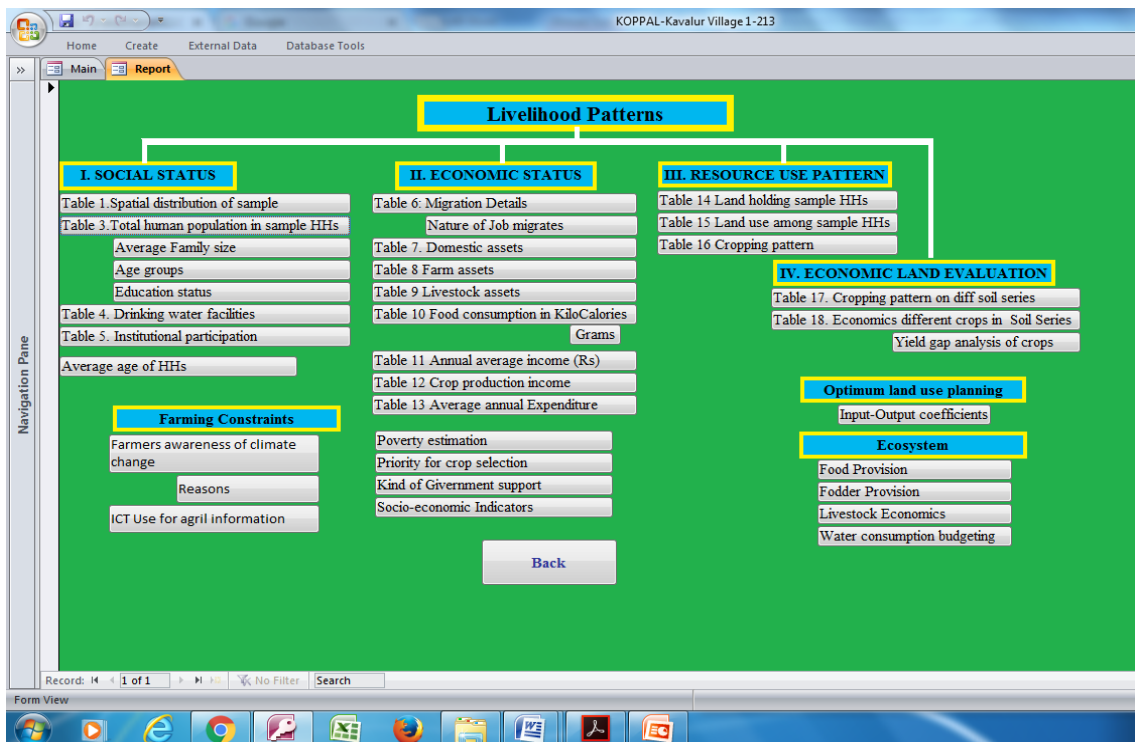 KOPPAL-Kavalur Village 1-213
Home Create External Data Database Tools
Main Report
Navigation Pane
Livelihood Patterns
I. SOCIAL STATUS
Table 1.Spatial distribution of sample
Table 3.Total human population in sample HHs
Average Family size
Age groups
Education status
Table 4. Drinking water facilities
Table 5. Institutional participation
Average age of HHs
Farming Constraints
Farmers awareness of climate
change
Reasons
ICT Use for agril information
II. ECONOMIC STATUS
Table 6: Migration Details
Nature of Job migrates
Table 7. Domestic assets
Table 8 Farm assets
Table 9 Livestock assets
Table 10 Food consumption in KiloCalories
Grams
Table 11 Annual average income (Rs)
Table 12 Crop production income
Table 13 Average annual Expenditure
Poverty estimation
Priority for crop selection
Kind of Givernment support
Socio-economic Indicators
Back
III. RESOURCE USE PATTERN
Table 14 Land holding sample HHs
Table 15 Land use among sample HHs
Table 16 Cropping pattern
IV. ECONOMIC LAND EVALUATION
Table 17. Cropping pattern on diff soil series
Table 18. Economics different crops in Soil Series
Yield gap analysis of crops
Optimum land use planning
Input-Output coefficients
Ecosystem
Food Provision
Fodder Provision
Livestock Economics
Water consumption budgeting
Record: 1 of 1 No Filter Search
Form View